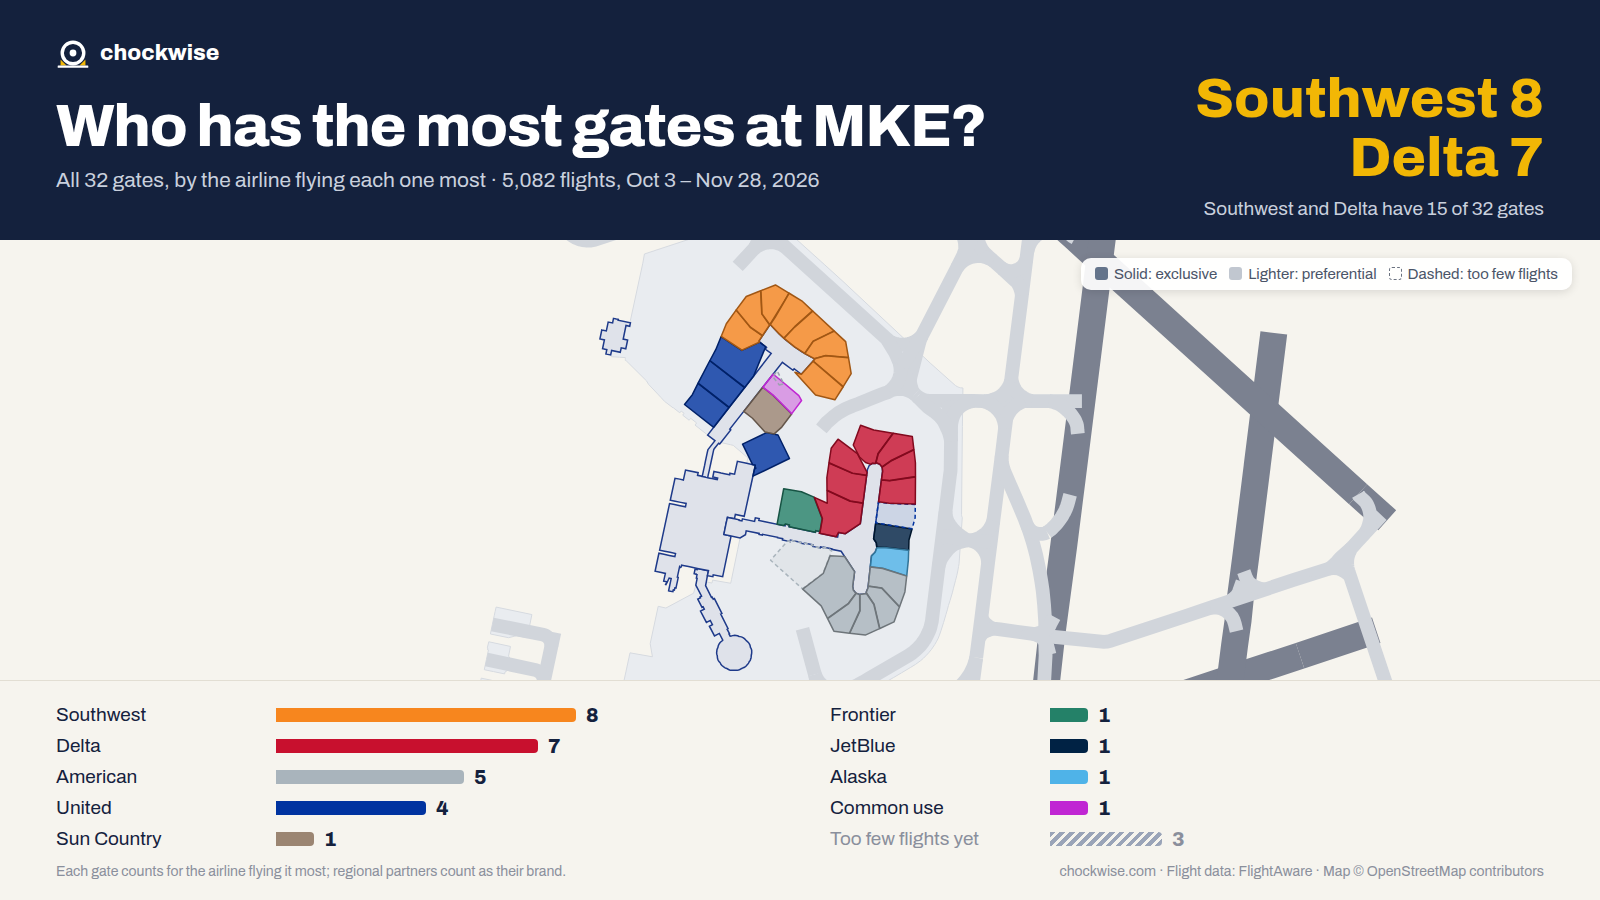 chockwise
Who has the most gates at MKE?
All 32 gates, by the airline flying each one most · 5,082 flights, Oct 3 – Nov 28, 2026
Southwest 8
Delta 7
Southwest and Delta have 15 of 32 gates
Solid: exclusive
Lighter: preferential
Dashed: too few flights
Southwest 8
Delta 7
American 5
United 4
Sun Country 1
Frontier 1
JetBlue 1
Alaska 1
Common use 1
Too few flights yet 3
Each gate counts for the airline flying it most; regional partners count as their brand.
chockwise.com · Flight data: FlightAware · Map © OpenStreetMap contributors